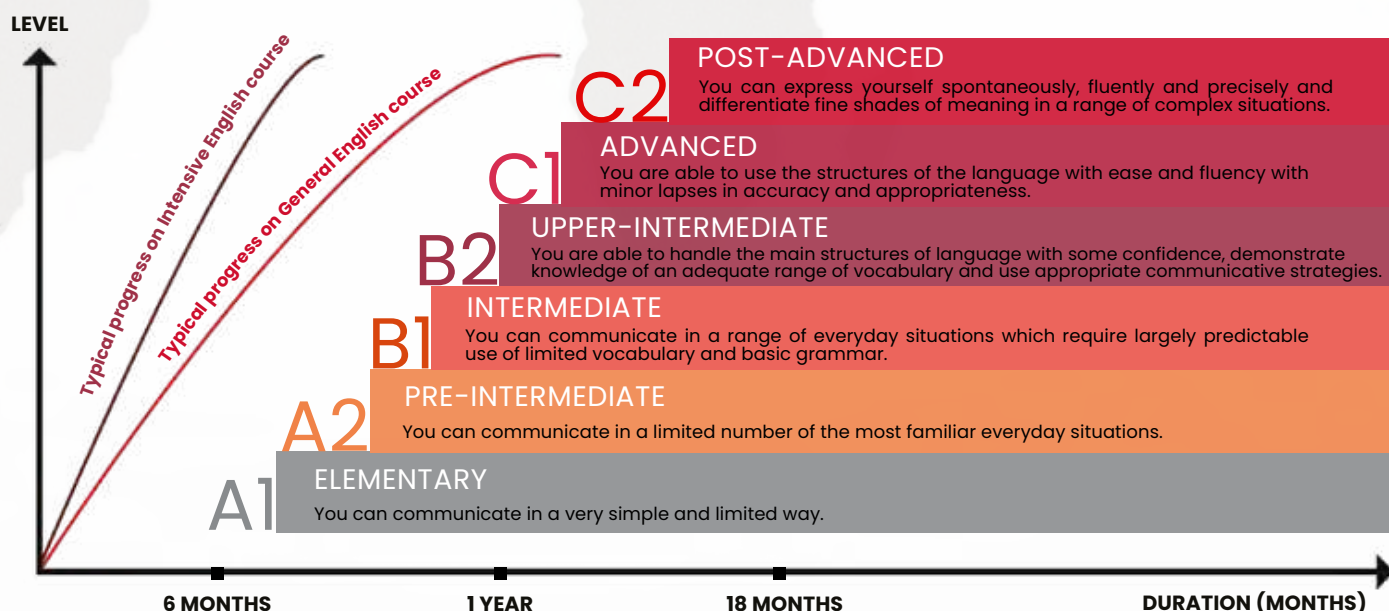 LEVEL
Typical progress on Intensive English course
Typical progress on General English course
C2
POST-ADVANCED
You can express yourself spontaneously, fluently and precisely and
differentiate fine shades of meaning in a range of complex situations.
C1
ADVANCED
You are able to use the structures of the language with ease and fluency with
minor lapses in accuracy and appropriateness.
B2
UPPER-INTERMEDIATE
You are able to handle the main structures of language with some confidence, demonstrate
knowledge of an adequate range of vocabulary and use appropriate communicative strategies.
B1
INTERMEDIATE
You can communicate in a range of everyday situations which require largely predictable
use of limited vocabulary and basic grammar.
A2
PRE-INTERMEDIATE
You can communicate in a limited number of the most familiar everyday situations.
A1
ELEMENTARY
You can communicate in a very simple and limited way.
6 MONTHS
1 YEAR
18 MONTHS
DURATION (MONTHS)